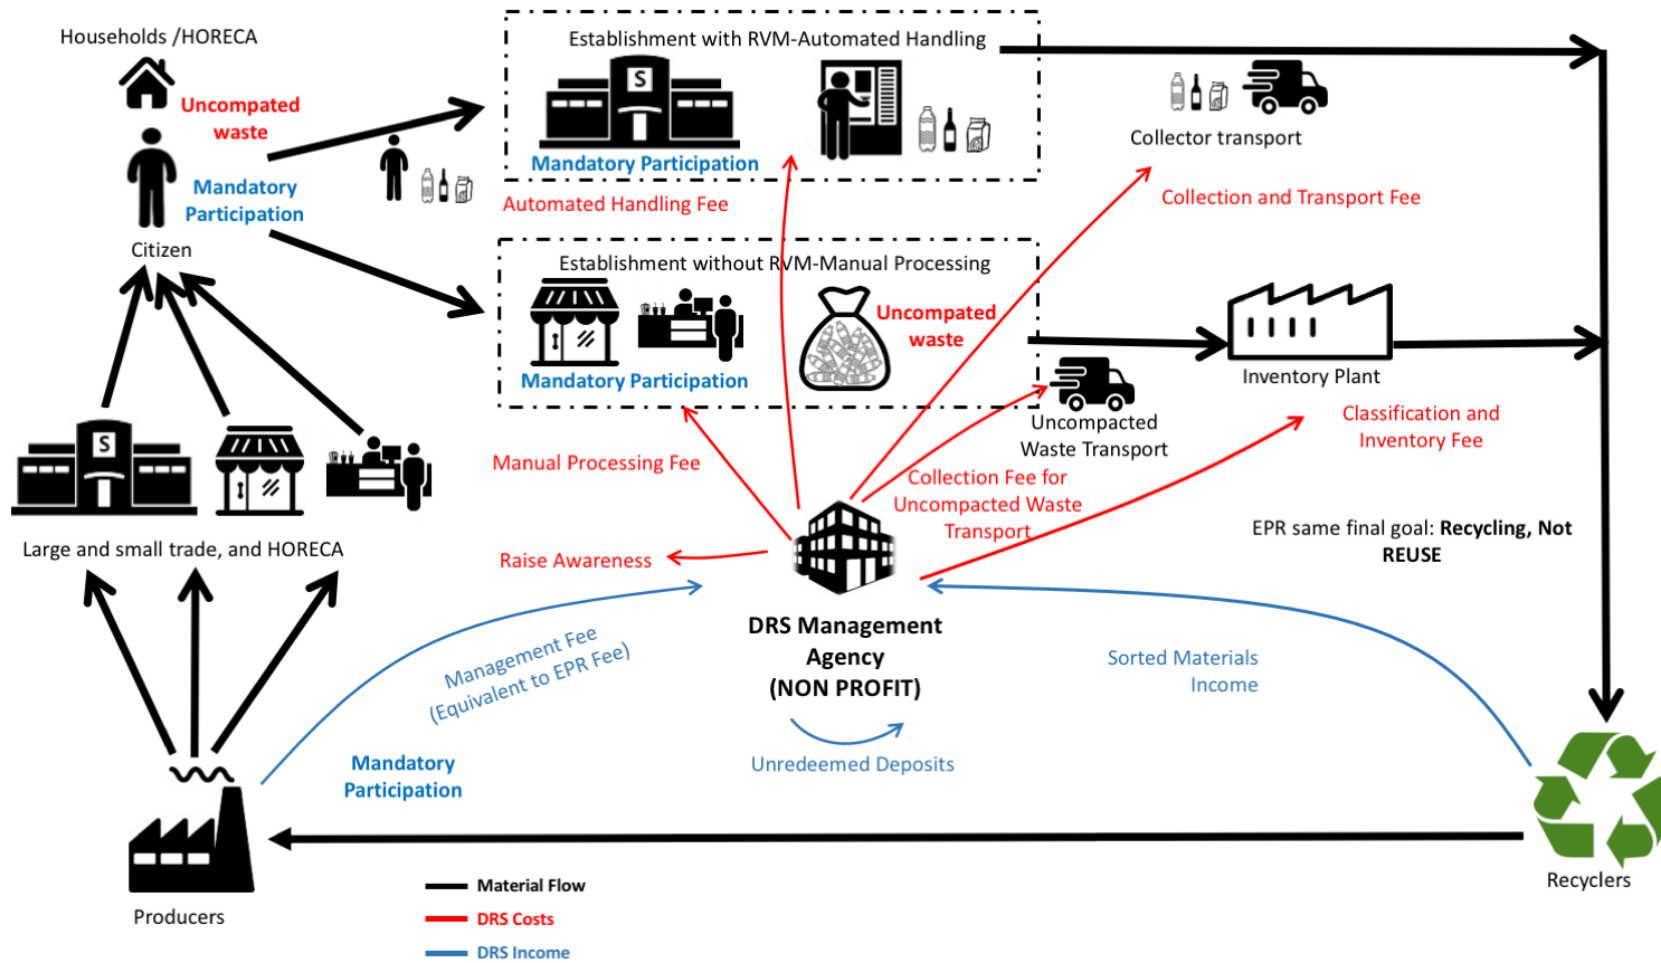 Households /HORECA
Uncompated
waste
Mandatory
Participation
Citizen
Establishment with RVM-Automated Handling
S
Mandatory Participation
Automated Handling Fee
Collector transport
Collection and Transport Fee
Establishment without RVM-Manual Processing
Uncompated
waste
Mandatory Participation
Inventory Plant
Uncompacted
Waste Transport
Classification and
Inventory Fee
S
Large and small trade, and HORECA
Manual Processing Fee
Collection Fee for
Uncompacted Waste
Transport
Raise Awareness
EPR same final goal: Recycling, Not
REUSE
DRS Management
Agency
(NON PROFIT)
Management Fee
(Equivalent to EPR Fee)
Sorted Materials
Income
Unredeemed Deposits
Mandatory
Participation
Producers
Recyclers
Material Flow
DRS Costs
DRS Income